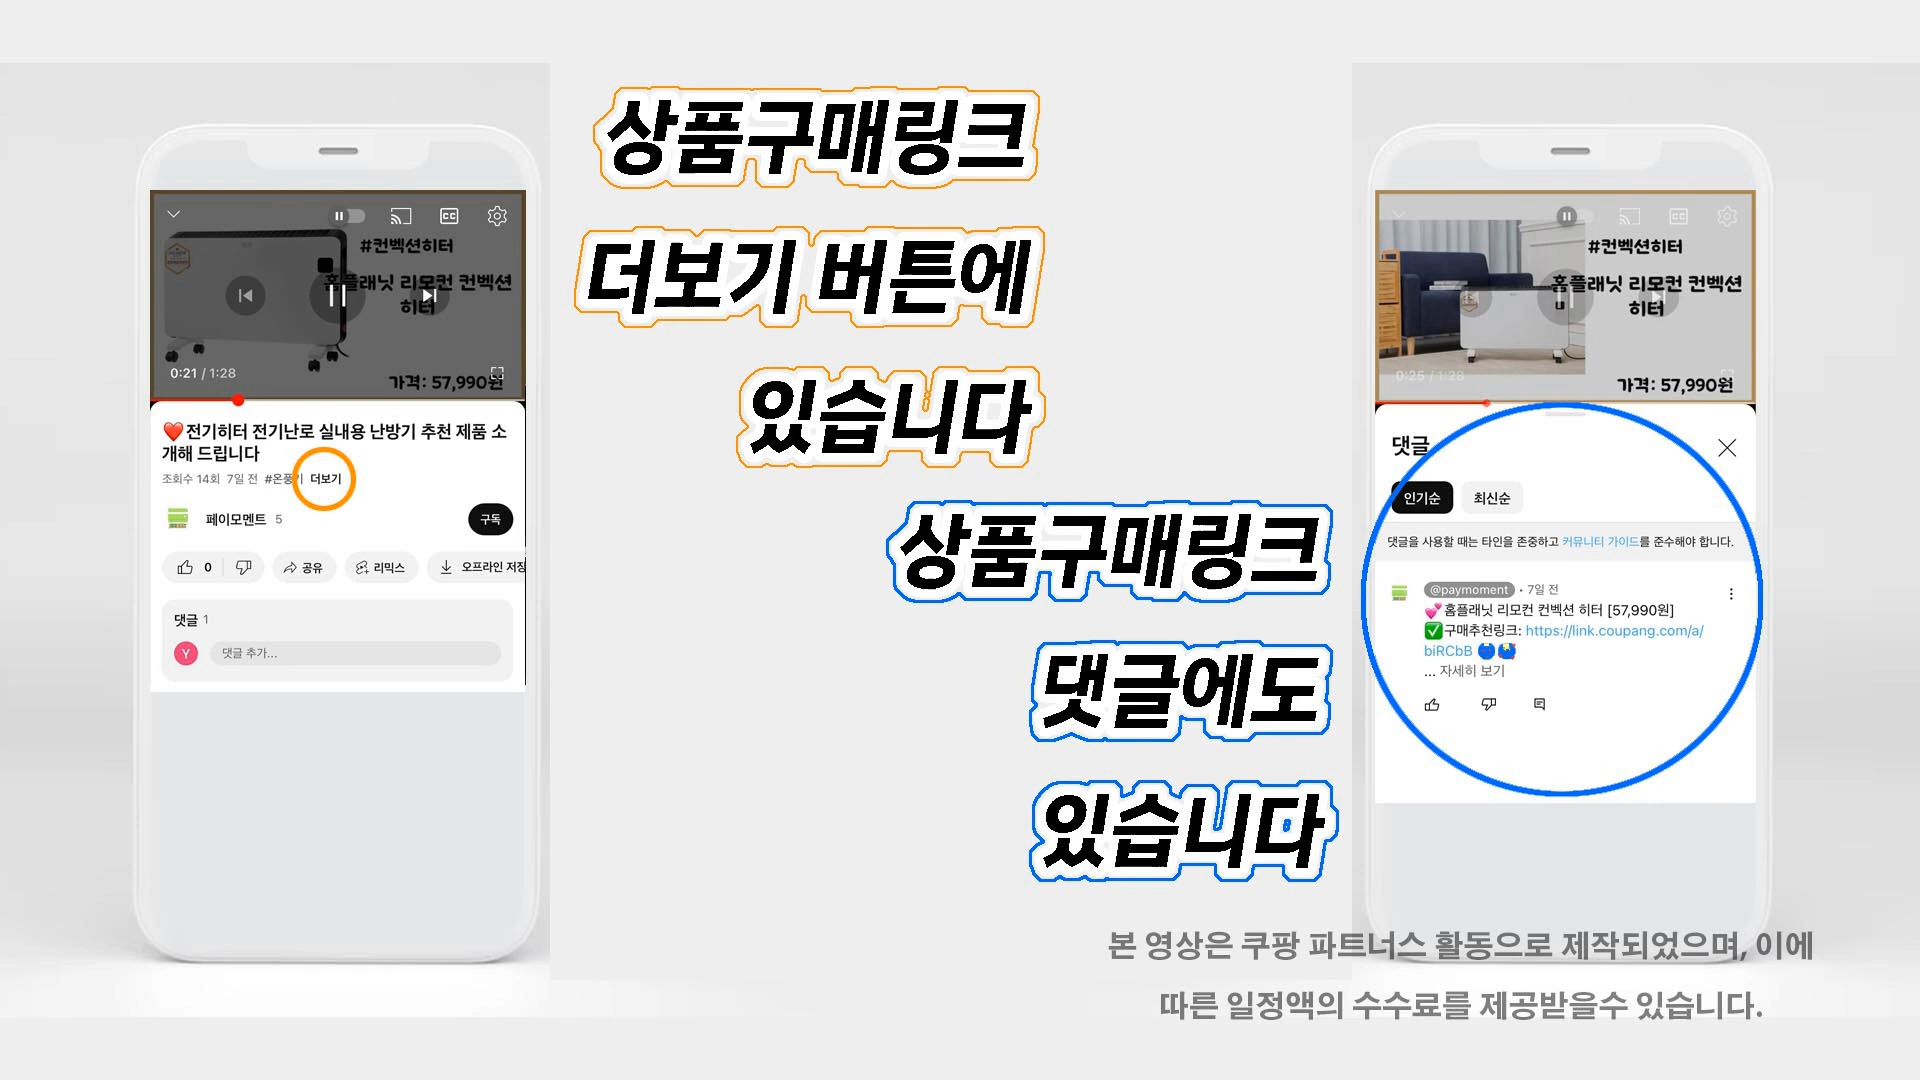 상품구매링크
더보기 버튼에
있습니다
상품구매링크
댓글에도
있습니다
#컨벡션히터
홈플래닛 리모컨 컨벡션
히터
0:21 / 1:28
가격: 57,990원
❤️전기히터 전기난로 실내용 난방기 추천 제품 소
개해 드립니다
조회수 14회 7일 전 #온풍기 더보기
페이모멘트 5
구독
0
공유
리믹스
오프라인 저장
댓글 1
Y
댓글 추가...
#컨벡션히터
홈플래닛 리모컨 컨벡션
히터
0:25 / 1:28
가격: 57,990원
댓글
인기순 최신순
댓글을 사용할 때는 타인을 존중하고 커뮤니티 가이드를 준수해야 합니다.
@paymoment • 7일 전
💕홈플래닛 리모컨 컨벡션 히터 [57,990원]
✅구매추천링크: https://link.coupang.com/a/
biRCbB
... 자세히 보기
본 영상은 쿠팡 파트너스 활동으로 제작되었으며, 이에
따른 일정액의 수수료를 제공받을수 있습니다.